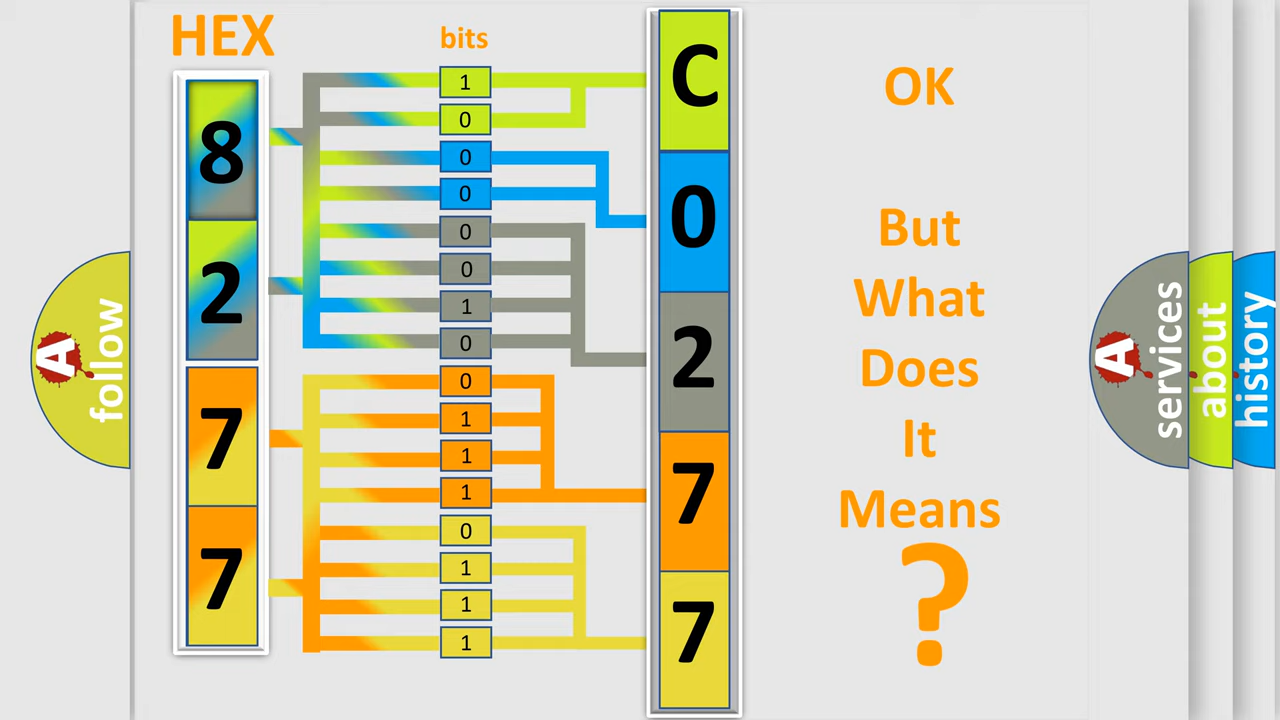 HEX
8
2
7
7
bits
1
0
0
0
0
0
1
0
0
1
1
1
0
1
1
1
C
0
2
7
7
OK
But
What
Does
It
Means
?
A
follow
A
services
about
history